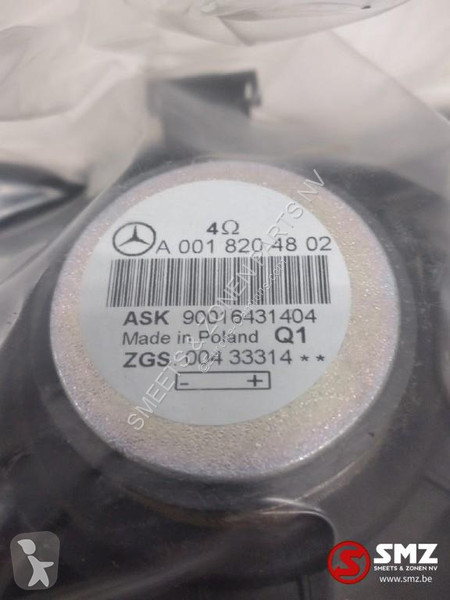 4Ω
A 001 820 48 02
ASK 90016431404
Made in Poland Q1
ZGS 004 33314 **
- +
SMEETS & ZONEN PARTS NV
SMZ
SMEETS & ZONEN NV
www.smz.be